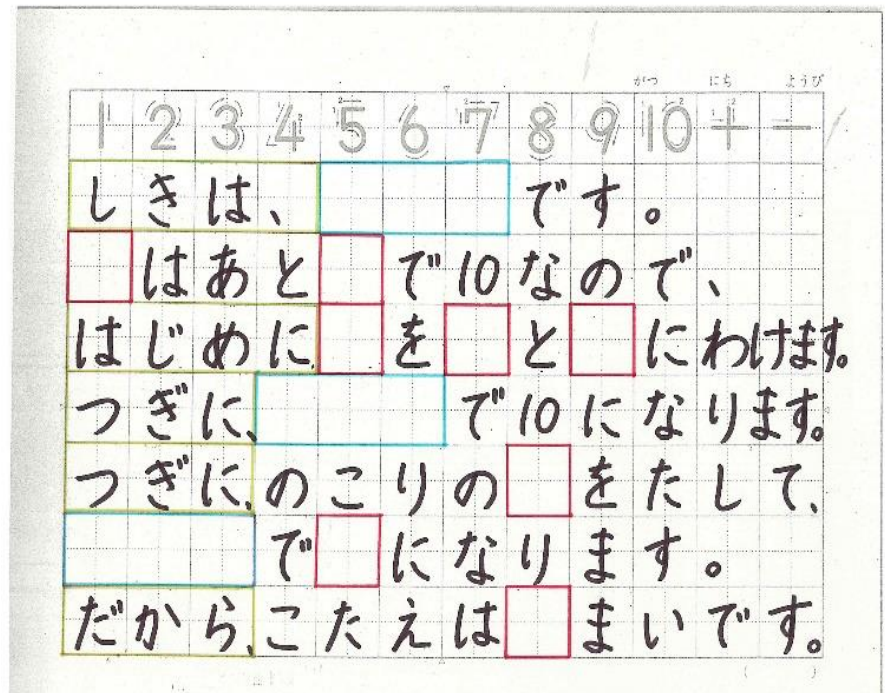 がつ にち ようび
1 2 3 4 5 6 7 8 9 10 + −
しきは、 です。
はあと で10なので、
はじめに を と にわけます。
つぎに、 で10になります。
つぎに、のこりの をたして、
で になります。
だから、こたえは まいです。